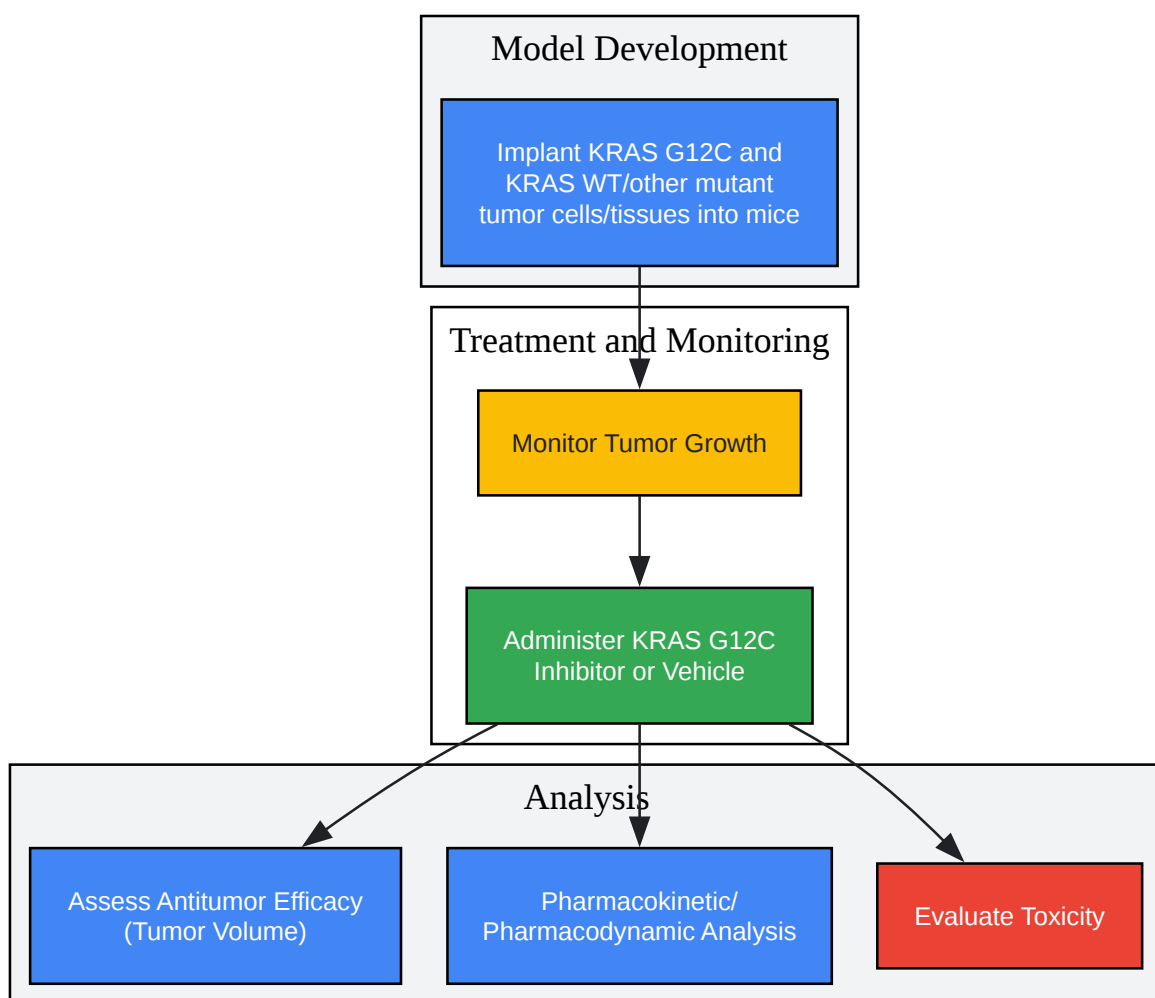 Model Development
Implant KRAS G12C and
KRAS WT/other mutant
tumor cells/tissues into mice
Treatment and Monitoring
Monitor Tumor Growth
Administer KRAS G12C
Inhibitor or Vehicle
Analysis
Assess Antitumor Efficacy
(Tumor Volume)
Pharmacokinetic/
Pharmacodynamic Analysis
Evaluate Toxicity